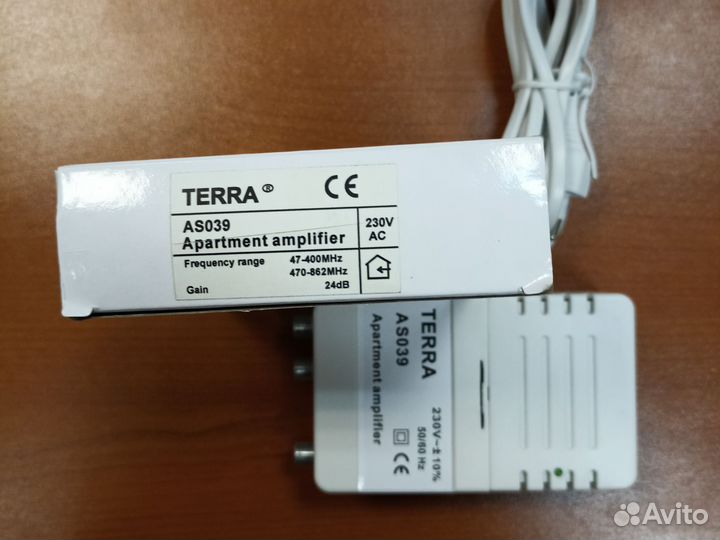 TERRA ® CE
AS039
Apartment amplifier
230V
AC
Frequency range 47-400MHz
470-862MHz
Gain 24dB
TERRA
AS039
Apartment amplifier
230V~± 10%
50/60 Hz
CE
Avito